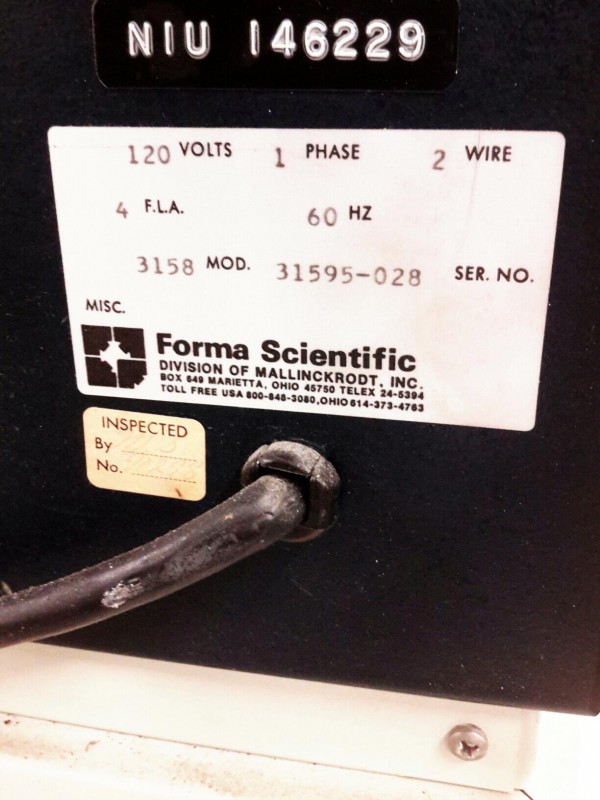 NIU 146229
120 VOLTS 1 PHASE 2 WIRE
4 F.L.A. 60 HZ
3158 MOD. 31595-028 SER. NO.
MISC.
Forma Scientific
DIVISION OF MALLINCKRODT, INC.
BOX 649 MARIETTA, OHIO 45750 TELEX 24-5394
TOLL FREE USA 800-848-3080, OHIO 614-373-4763
INSPECTED
By
No.